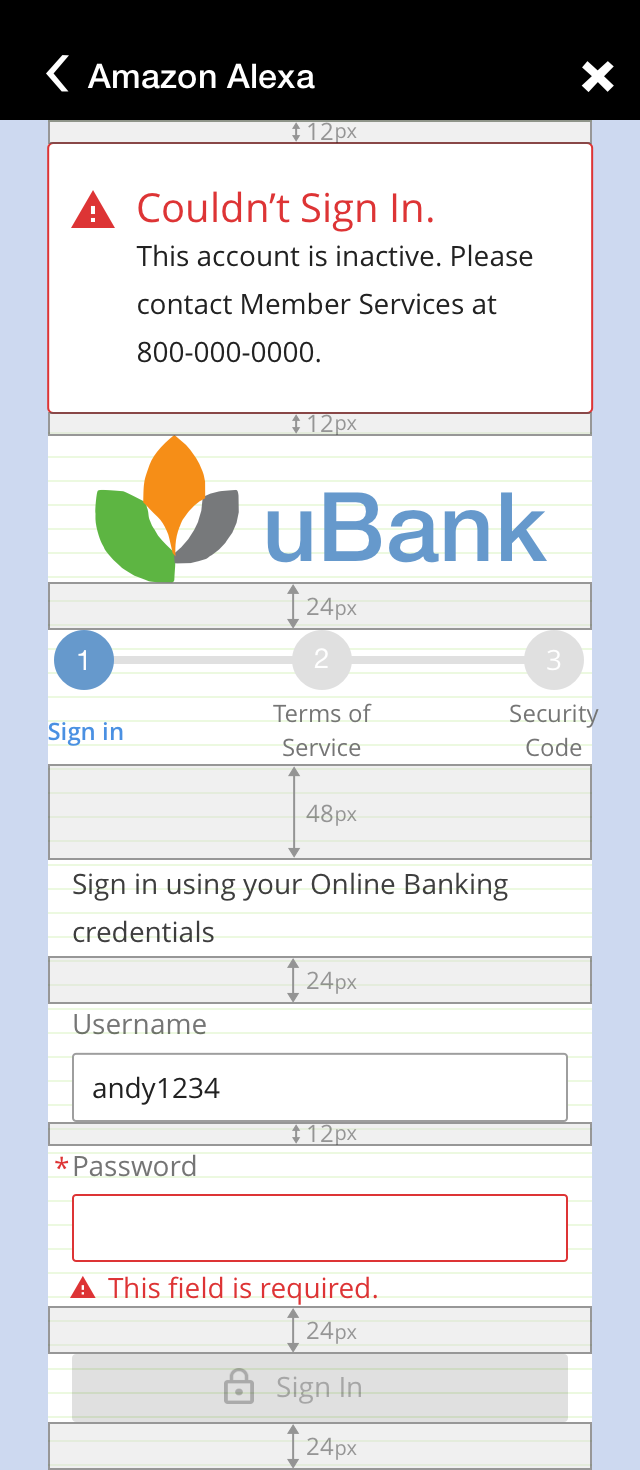 Amazon Alexa
12px
Couldn’t Sign In.
This account is inactive. Please
contact Member Services at
800-000-0000.
12px
uBank
24px
1 2 3
Sign in
Terms of
Service
Security
Code
48px
Sign in using your Online Banking
credentials
24px
Username
andy1234
12px
*Password
This field is required.
24px
Sign In
24px